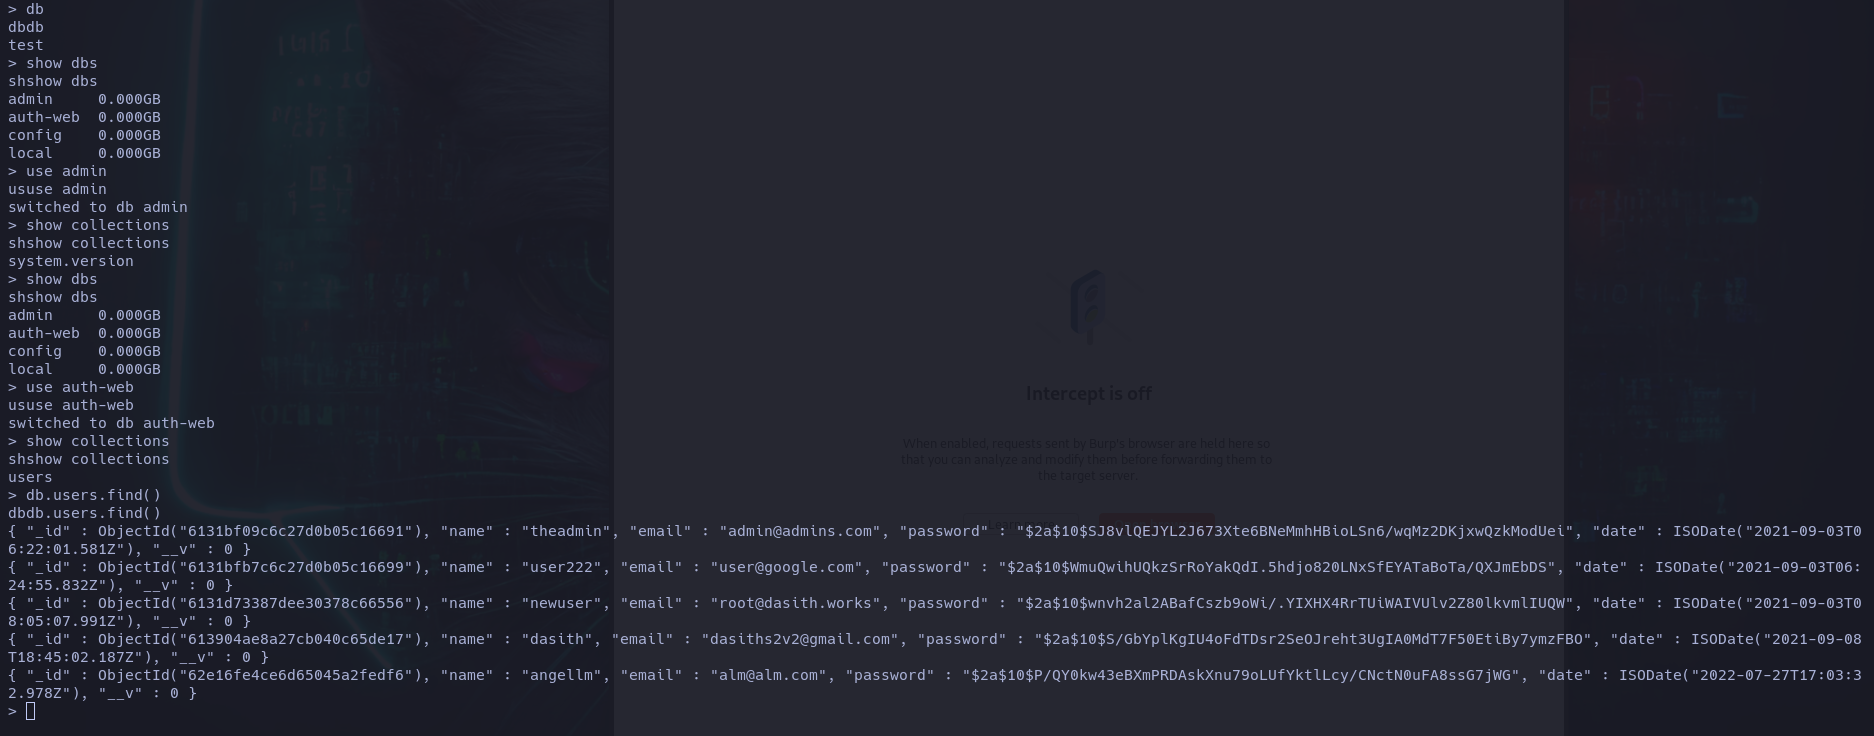 > db
dbdb
test
> show dbs
shshow dbs
admin     0.000GB
auth-web  0.000GB
config    0.000GB
local     0.000GB
> use admin
ususe admin
switched to db admin
> show collections
shshow collections
system.version
> show dbs
shshow dbs
admin     0.000GB
auth-web  0.000GB
config    0.000GB
local     0.000GB
> use auth-web
ususe auth-web
switched to db auth-web
> show collections
shshow collections
users
> db.users.find()
dbdb.users.find()
{ "_id" : ObjectId("6131bf09c6c27d0b05c16691"), "name" : "theadmin", "email" : "admin@admins.com", "password" : "$2a$10$SJ8vlQEJYL2J673Xte6BNeMmhHBioLSn6/wqMz2DKjxwQzkModUei", "date" : ISODate("2021-09-03T0
6:22:01.581Z"), "__v" : 0 }
{ "_id" : ObjectId("6131bfb7c6c27d0b05c16699"), "name" : "user222", "email" : "user@google.com", "password" : "$2a$10$WmuQwihUQkzSrRoYakQdI.5hdjo820LNxSfEYATaBoTa/QXJmEbDS", "date" : ISODate("2021-09-03T06:
24:55.832Z"), "__v" : 0 }
{ "_id" : ObjectId("6131d73387dee30378c66556"), "name" : "newuser", "email" : "root@dasith.works", "password" : "$2a$10$wnvh2al2ABafCszb9oWi/.YIXHX4RrTUiWAIVUlv2Z80lkvmlIUQW", "date" : ISODate("2021-09-03T0
8:05:07.991Z"), "__v" : 0 }
{ "_id" : ObjectId("613904ae8a27cb040c65de17"), "name" : "dasith", "email" : "dasiths2v2@gmail.com", "password" : "$2a$10$S/GbYplKgIU4oFdTDsr2SeOJreht3UgIA0MdT7F50EtiBy7ymzFBO", "date" : ISODate("2021-09-08
T18:45:02.187Z"), "__v" : 0 }
{ "_id" : ObjectId("62e16fe4ce6d65045a2fedf6"), "name" : "angellm", "email" : "alm@alm.com", "password" : "$2a$10$P/QY0kw43eBXmPRDAskXnu79oLUfYktlLcy/CNctN0uFA8ssG7jWG", "date" : ISODate("2022-07-27T17:03:3
2.978Z"), "__v" : 0 }
>
Intercept is off
When enabled, requests sent by Burp's browser are held here so
that you can analyze and modify them before forwarding them to
the target server.